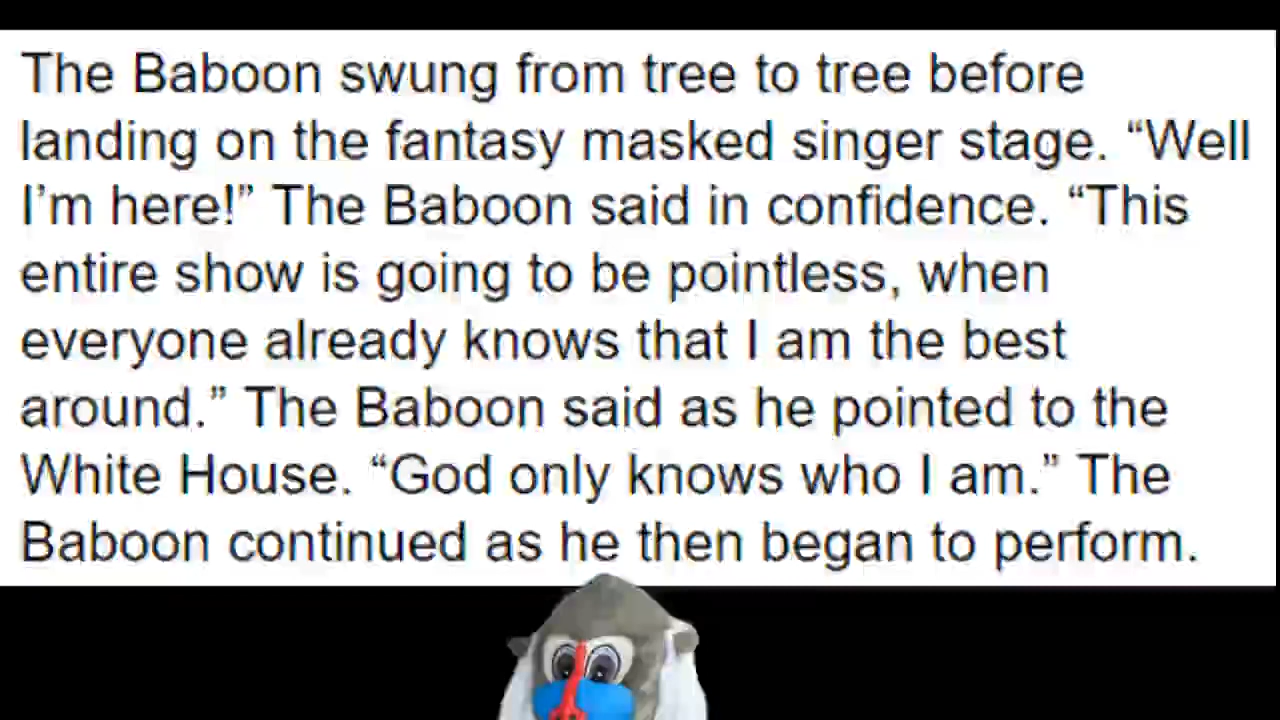 The Baboon swung from tree to tree before
landing on the fantasy masked singer stage. “Well
I’m here!” The Baboon said in confidence. “This
entire show is going to be pointless, when
everyone already knows that I am the best
around.” The Baboon said as he pointed to the
White House. “God only knows who I am.” The
Baboon continued as he then began to perform.